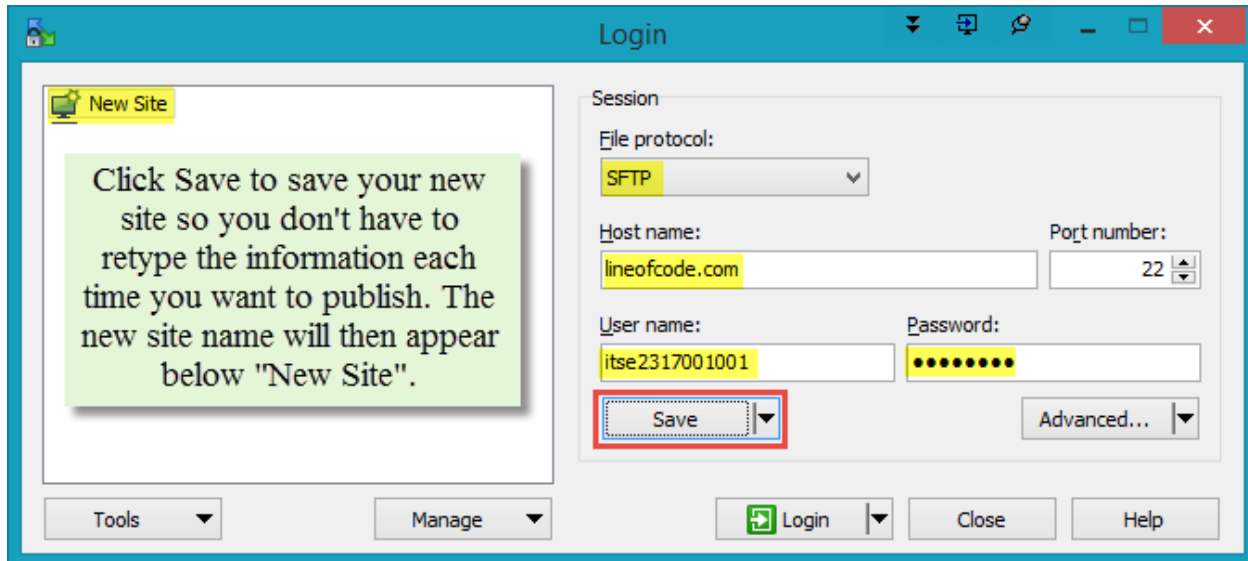 Login
New Site
Click Save to save your new
site so you don't have to
retype the information each
time you want to publish. The
new site name will then appear
below "New Site".
Session
File protocol:
SFTP
Host name:
Port number:
lineofcode.com
22
User name:
Password:
itse2317001001
••••••••
Save
Advanced...
Tools
Manage
Login
Close
Help